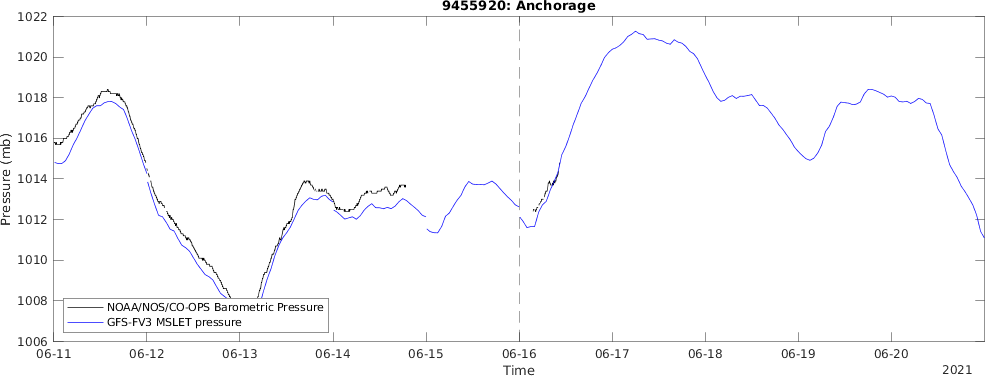 9455920: Anchorage
1022
1020
1018
1016
1014
1012
1010
1008
1006
Pressure (mb)
NOAA/NOS/CO-OPS Barometric Pressure
GFS-FV3 MSLET pressure
06-11 06-12 06-13 06-14 06-15 06-16 06-17 06-18 06-19 06-20
Time
2021